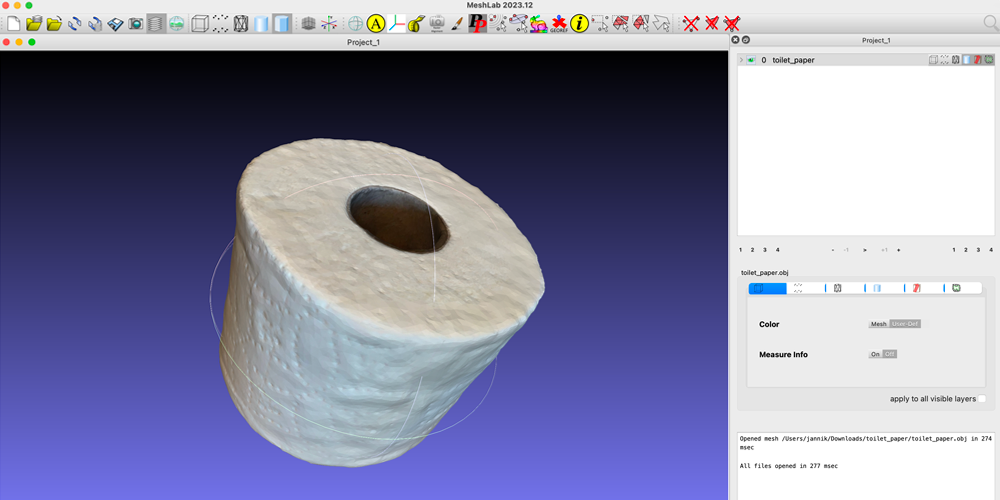 MeshLab 2023.12
A
PP
GEOREF
i
Project_1
Project_1
0 toilet_paper
1 2 3 4 - -1 > +1 + 1 2 3 4
toilet_paper.obj
Color Mesh User-Def
Measure Info On Off
apply to all visible layers
Opened mesh /Users/jannik/Downloads/toilet_paper/toilet_paper.obj in 274
msec
All files opened in 277 msec